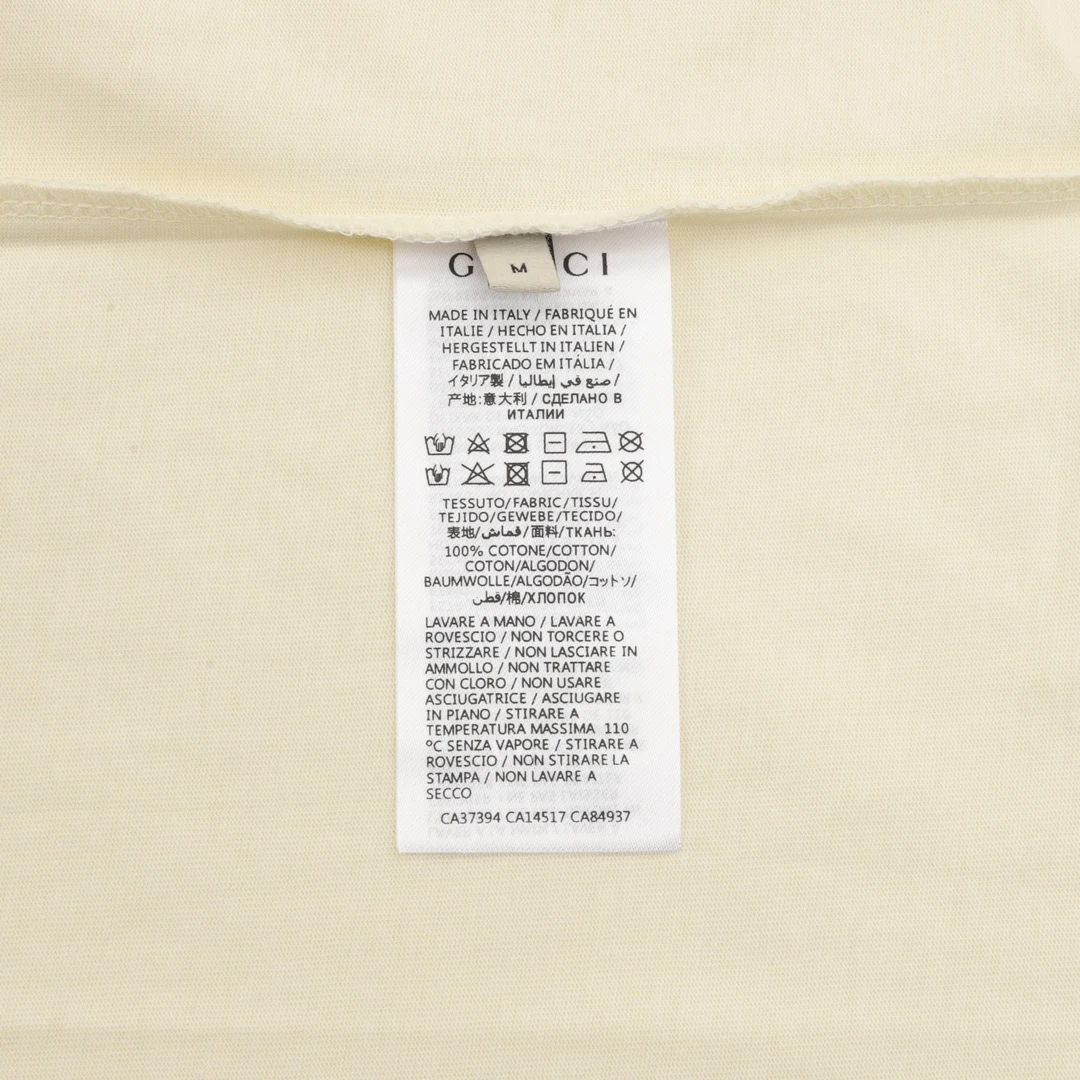 G CI
M
MADE IN ITALY / FABRIQUÉ EN
ITALIE / HECHO EN ITALIA /
HERGESTELLT IN ITALIEN /
FABRICADO EM ITÁLIA /
イタリア製 / صنع في إيطاليا /
产地:意大利 / СДЕЛАНО В
ИТАЛИИ
TESSUTO/FABRIC/TISSU/
TEJIDO/GEWEBE/TECIDO/
表地/قماش/面料/ТКАНЬ:
100% COTONE/COTTON/
COTON/ALGODON/
BAUMWOLLE/ALGODÃO/コットソ/
قطن/棉/ХЛОПОК
LAVARE A MANO / LAVARE A
ROVESCIO / NON TORCERE O
STRIZZARE / NON LASCIARE IN
AMMOLLO / NON TRATTARE
CON CLORO / NON USARE
ASCIUGATRICE / ASCIUGARE
IN PIANO / STIRARE A
TEMPERATURA MASSIMA 110
°C SENZA VAPORE / STIRARE A
ROVESCIO / NON STIRARE LA
STAMPA / NON LAVARE A
SECCO
CA37394 CA14517 CA84937